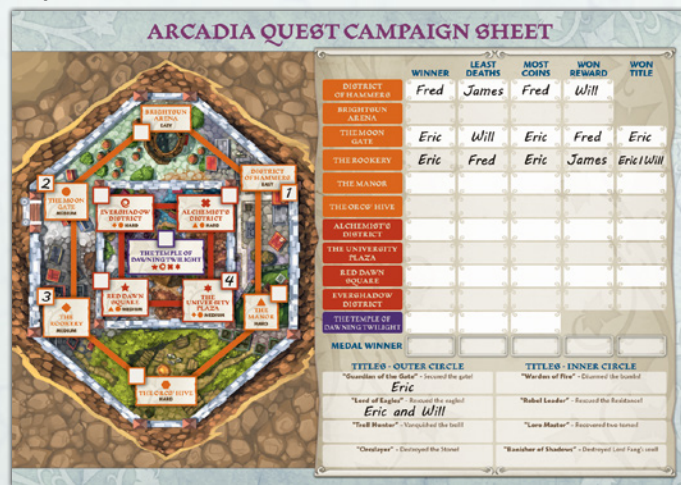 ARCADIA QUEST CAMPAIGN SHEET
WINNER
LEAST DEATHS
MOST COINS
WON REWARD
WON TITLE
DISTRICT OF HAMMERS Fred James Fred Will
BRIGHTSUN ARENA
THE MOON GATE Eric Will Eric Fred Eric
THE ROOKERY Eric Fred Eric James Eric/Will
THE MANOR
THE ORCS' HIVE
ALCHEMIST'S DISTRICT
THE UNIVERSITY PLAZA
RED DAWN SQUARE
EVERSHADOW DISTRICT
THE TEMPLE OF DAWNING TWILIGHT
MEDAL WINNER
TITLES - OUTER CIRCLE
"Guardian of the Gate" - Secured the gate!
Eric
"Lord of Eagles" - Rescued the eagles!
Eric and Will
"Troll Hunter" - Vanquished the troll!
"Orcslayer" - Destroyed the Stone!
TITLES - INNER CIRCLE
"Warden of Fire" - Disarmed the bombs!
"Rebel Leader" - Rescued the Resistance!
"Lore Master" - Recovered two tomes!
"Banisher of Shadows" - Destroyed Lord Fang's
BRIGHTSUN
ARENA
EASY
DISTRICT
OF HAMMERS
EASY
1
2
THE MOON
GATE
MEDIUM
EVERSHADOW
DISTRICT
HARD
ALCHEMIST'S
DISTRICT
HARD
THE TEMPLE OF
DAWNING TWILIGHT
3
THE
ROOKERY
MEDIUM
RED DAWN
SQUARE
MEDIUM
4
THE
UNIVERSITY
PLAZA
MEDIUM
THE
MANOR
HARD
THE ORCS' HIVE
HARD